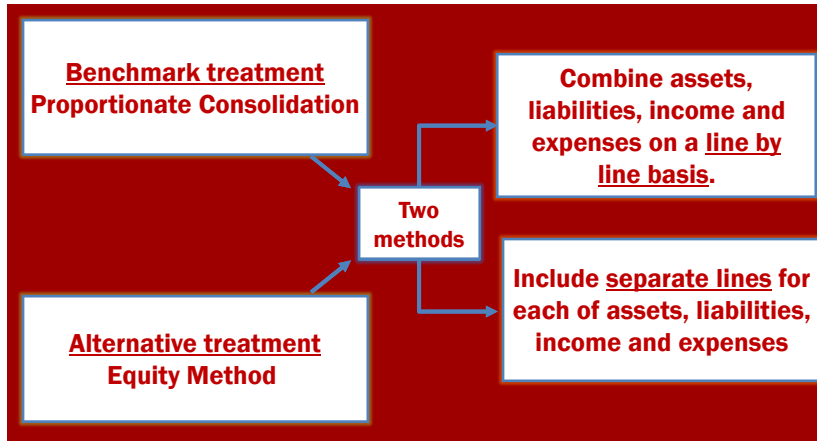 Benchmark treatment
Proportionate Consolidation
Combine assets,
liabilities, income and
expenses on a line by
line basis.
Two
methods
Alternative treatment
Equity Method
Include separate lines for
each of assets, liabilities,
income and expenses